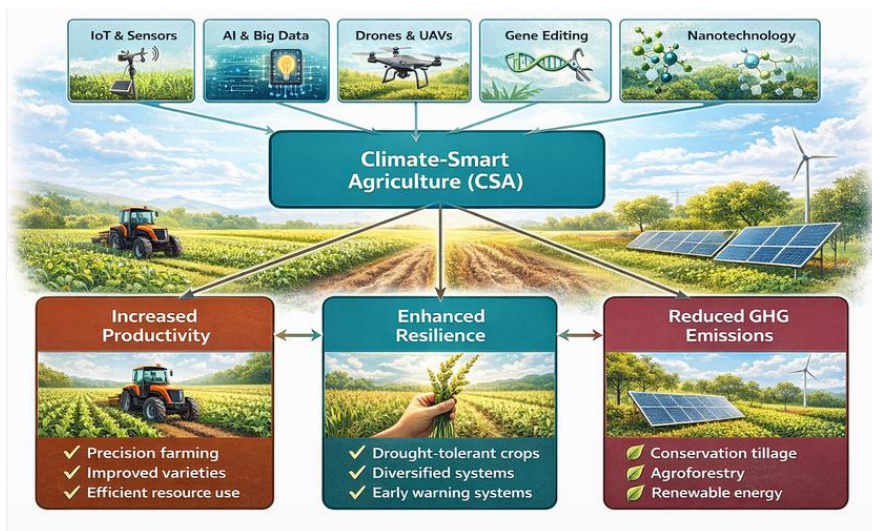 IoT & Sensors
AI & Big Data
Drones & UAVs
Gene Editing
Nanotechnology
Climate-Smart
Agriculture (CSA)
Increased
Productivity
Precision farming
Improved varieties
Efficient resource use
Enhanced
Resilience
Drought-tolerant crops
Diversified systems
Early warning systems
Reduced GHG
Emissions
Conservation tillage
Agroforestry
Renewable energy